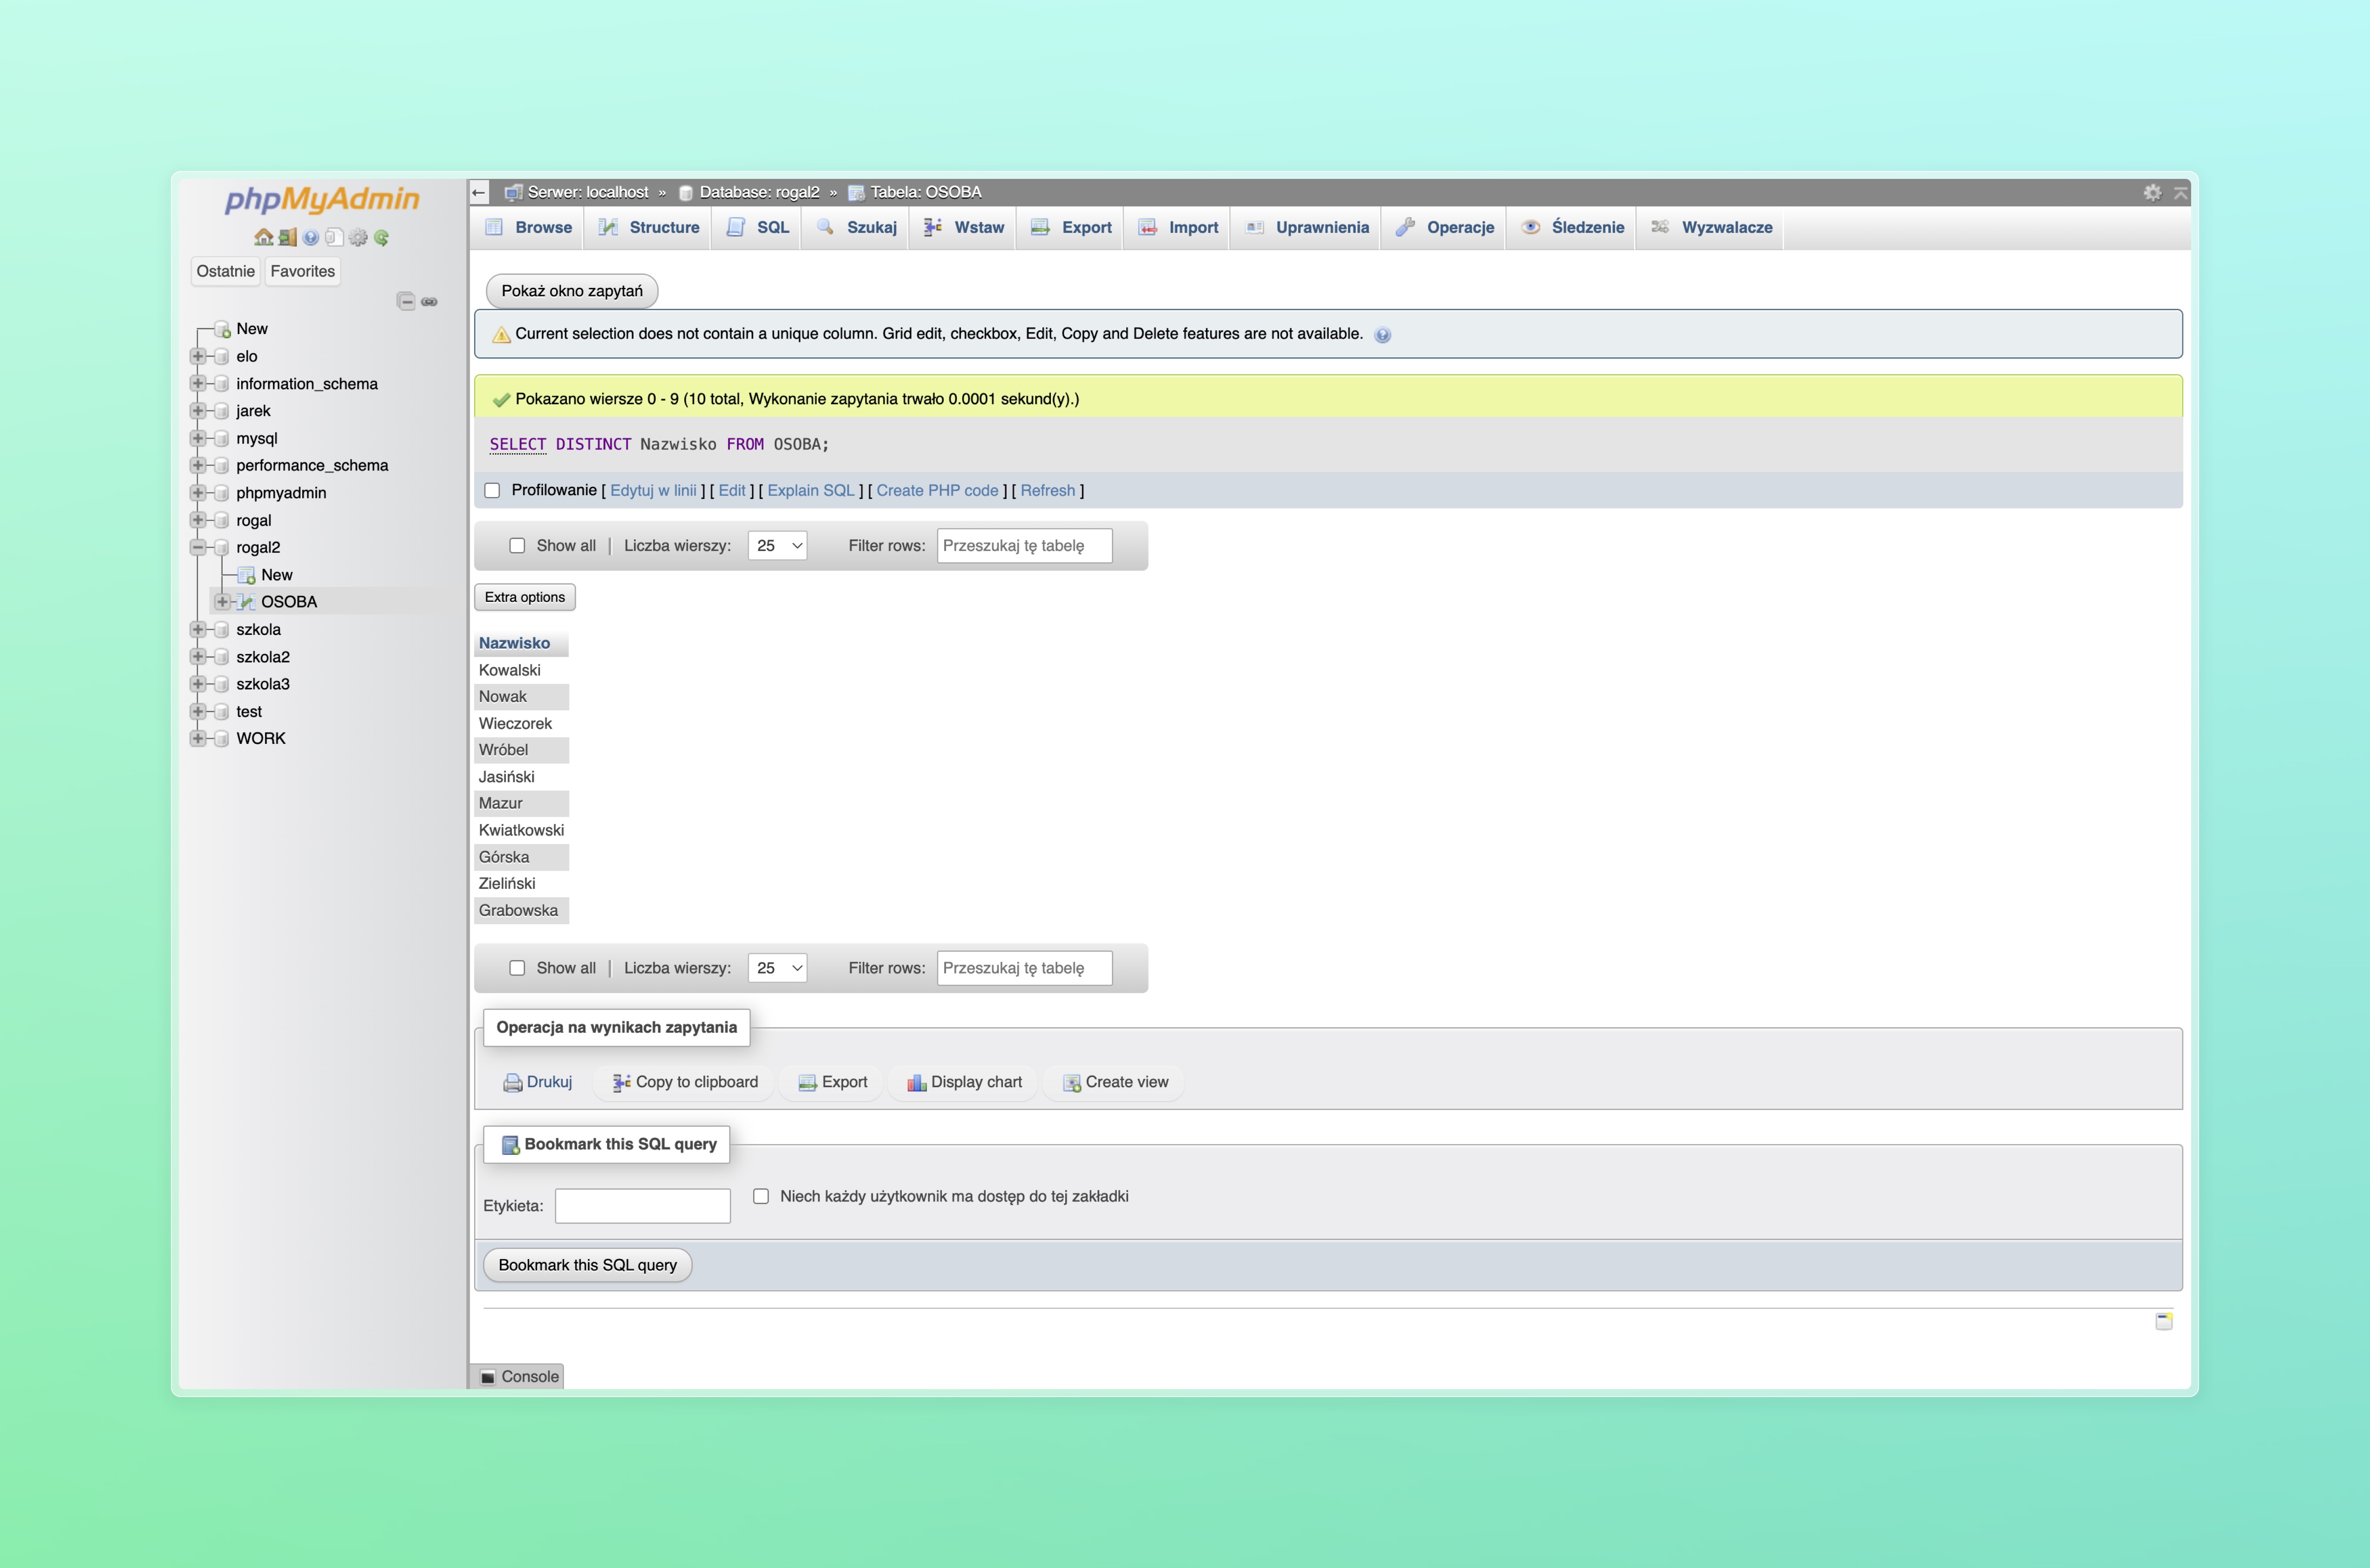 phpMyAdmin
Ostatnie Favorites
New
elo
information_schema
jarek
mysql
performance_schema
phpmyadmin
rogal
rogal2
New
OSOBA
szkola
szkola2
szkola3
test
WORK
Serwer: localhost » Database: rogal2 » Tabela: OSOBA
Browse Structure SQL Szukaj Wstaw Export Import Uprawnienia Operacje Śledzenie Wyzwalacze
Pokaż okno zapytań
Current selection does not contain a unique column. Grid edit, checkbox, Edit, Copy and Delete features are not available.
Pokazano wiersze 0 - 9 (10 total, Wykonanie zapytania trwało 0.0001 sekund(y).)
SELECT DISTINCT Nazwisko FROM OSOBA;
Profilowanie [ Edytuj w linii ] [ Edit ] [ Explain SQL ] [ Create PHP code ] [ Refresh ]
Show all | Liczba wierszy: 25 Filter rows: Przeszukaj tę tabelę
Extra options
Nazwisko
Kowalski
Nowak
Wieczorek
Wróbel
Jasiński
Mazur
Kwiatkowski
Górska
Zieliński
Grabowska
Show all | Liczba wierszy: 25 Filter rows: Przeszukaj tę tabelę
Operacja na wynikach zapytania
Drukuj Copy to clipboard Export Display chart Create view
Bookmark this SQL query
Etykieta: Niech każdy użytkownik ma dostęp do tej zakładki
Bookmark this SQL query
Console